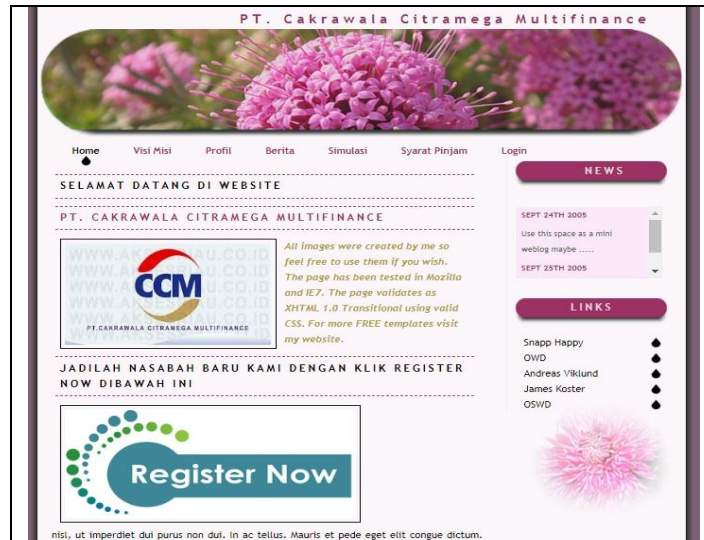 PT. Cakrawala Citramega Multifinance
Home Visi Misi Profil Berita Simulasi Syarat Pinjam Login
SELAMAT DATANG DI WEBSITE
PT. CAKRAWALA CITRAMEGA MULTIFINANCE
CCM
PT.CAKRAWALA CITRAMEGA MULTIFINANCE
All images were created by me so
feel free to use them if you wish.
The page has been tested in Mozilla
and IE7. The page validates as
XHTML 1.0 Transitional using valid
CSS. For more FREE templates visit
my website.
JADILAH NASABAH BARU KAMI DENGAN KLIK REGISTER
NOW DIBAWAH INI
Register Now
nisl, ut imperdiet dui purus non dui. In ac tellus. Mauris et pede eget elit congue dictum.
NEWS
SEPT 24TH 2005
Use this space as a mini
weblog maybe .....
SEPT 25TH 2005
LINKS
Snapp Happy
OWD
Andreas Viklund
James Koster
OSWD